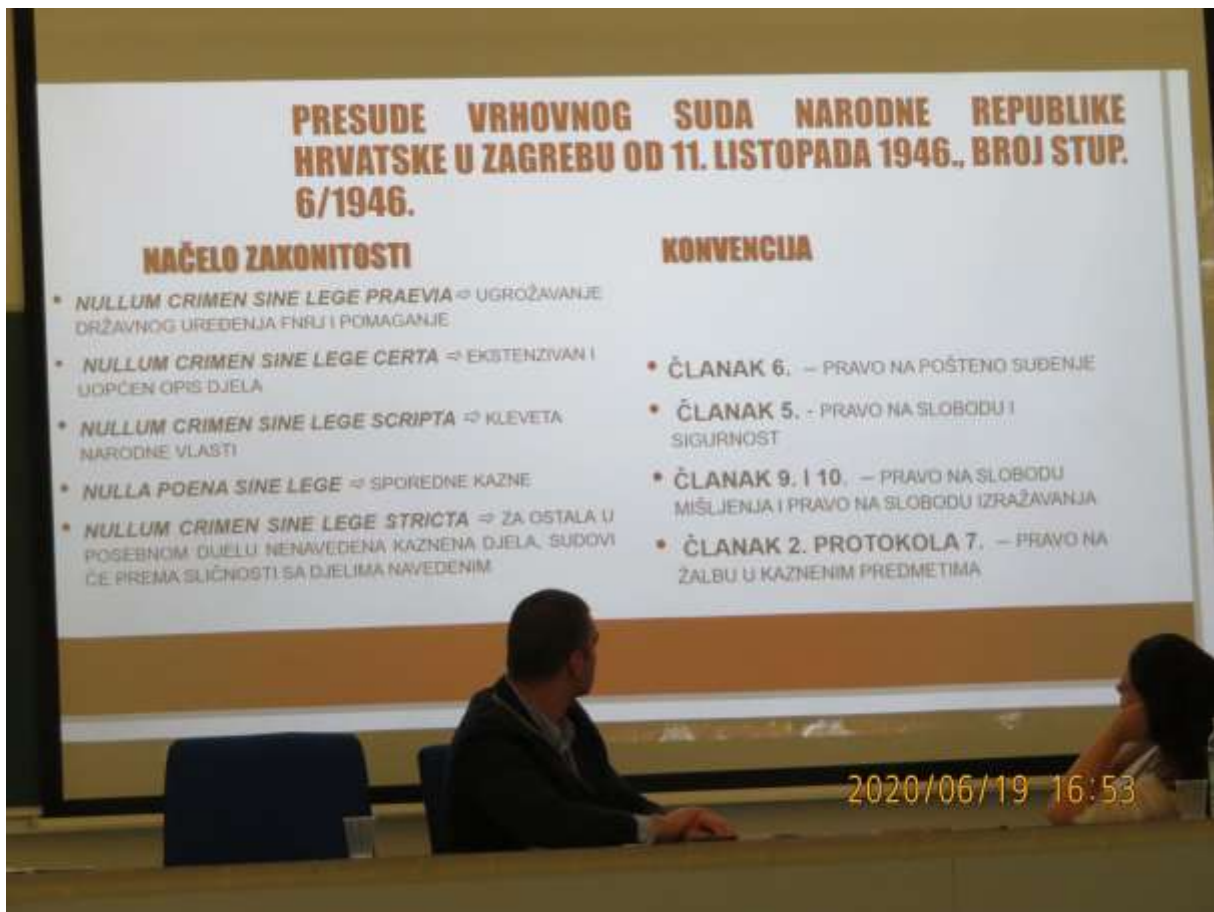 PRESUDE VRHOVNOG SUDA NARODNE REPUBLIKE
HRVATSKE U ZAGREBU OD 11. LISTOPADA 1946., BROJ STUP.
6/1946.
NAČELO ZAKONITOSTI
• NULLUM CRIMEN SINE LEGE PRAEVIA ⇨ UGROŽAVANJE
DRŽAVNOG UREĐENJA FNRJ I POMAGANJE
• NULLUM CRIMEN SINE LEGE CERTA ⇨ EKSTENZIVAN I
UOPĆEN OPIS DJELA
• NULLUM CRIMEN SINE LEGE SCRIPTA ⇨ KLEVETA
NARODNE VLASTI
• NULLA POENA SINE LEGE ⇨ SPOREDNE KAZNE
• NULLUM CRIMEN SINE LEGE STRICTA ⇨ ZA OSTALA U
POSEBNOM DIJELU NENAVEDENA KAZNENA DJELA, SUDOVI
ĆE PREMA SLIČNOSTI SA DJELIMA NAVEDENIM
KONVENCIJA
• ČLANAK 6. – PRAVO NA POŠTENO SUĐENJE
• ČLANAK 5. - PRAVO NA SLOBODU I
SIGURNOST
• ČLANAK 9. I 10. – PRAVO NA SLOBODU
MIŠLJENJA I PRAVO NA SLOBODU IZRAŽAVANJA
• ČLANAK 2. PROTOKOLA 7. – PRAVO NA
ŽALBU U KAZNENIM PREDMETIMA
2020/06/19 16:53